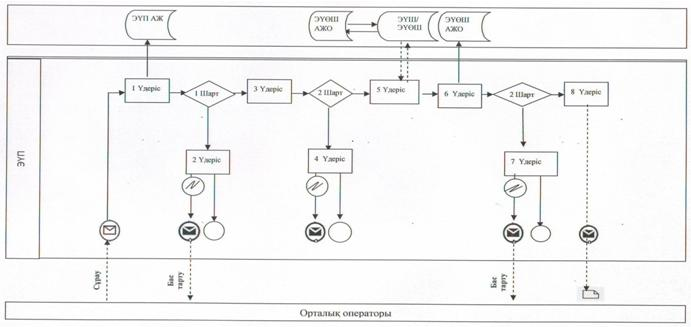 ЭҮП АЖ
ЭҮӨШ
АЖО
ЭҮШ/
ЭҮӨШ
ЭҮӨШ
АЖО
1 Үдеріс
1 Шарт
3 Үдеріс
2 Шарт
5 Үдеріс
6 Үдеріс
2 Шарт
8 Үдеріс
2 Үдеріс
4 Үдеріс
7 Үдеріс
ЭҮП
Сұрау
Бас
тарту
Бас
тарту
Орталық операторы